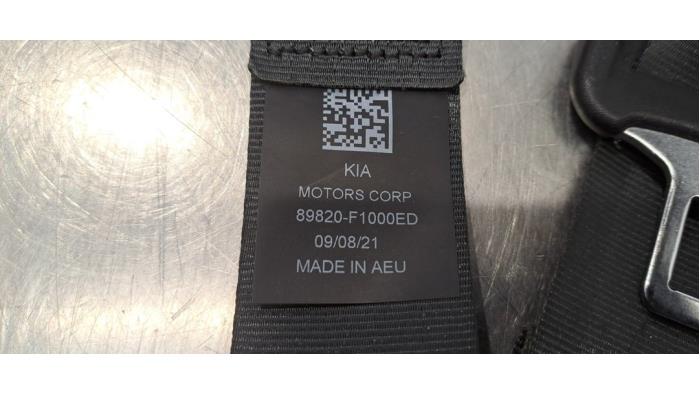 KIA
MOTORS CORP
89820-F1000ED
09/08/21
MADE IN AEU